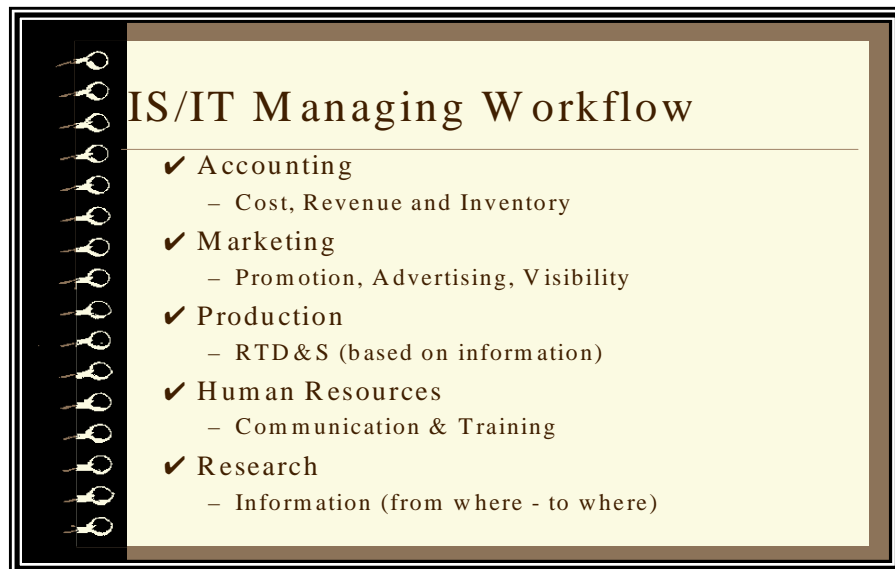 IS/IT Managing Workflow
✔ Accounting
– Cost, Revenue and Inventory
✔ Marketing
– Promotion, Advertising, Visibility
✔ Production
– RTD&S (based on information)
✔ Human Resources
– Communication & Training
✔ Research
– Information (from where - to where)